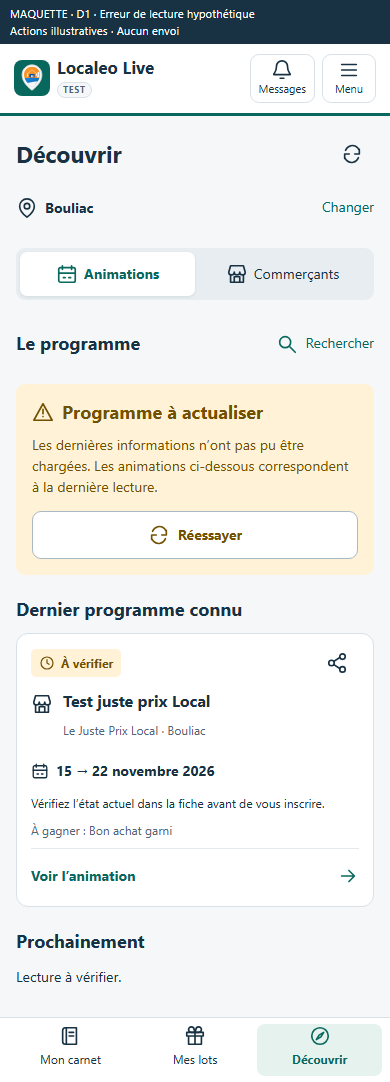 MAQUETTE · D1 · Erreur de lecture hypothétique
Actions illustratives · Aucun envoi
Localeo Live
TEST
Messages
Menu
Découvrir
Bouliac
Changer
Animations
Commerçants
Le programme
Rechercher
Programme à actualiser
Les dernières informations n’ont pas pu être
chargées. Les animations ci-dessous correspondent
à la dernière lecture.
Réessayer
Dernier programme connu
À vérifier
Test juste prix Local
Le Juste Prix Local · Bouliac
15 → 22 novembre 2026
Vérifiez l’état actuel dans la fiche avant de vous inscrire.
À gagner : Bon achat garni
Voir l’animation
Prochainement
Lecture à vérifier.
Mon carnet
Mes lots
Découvrir